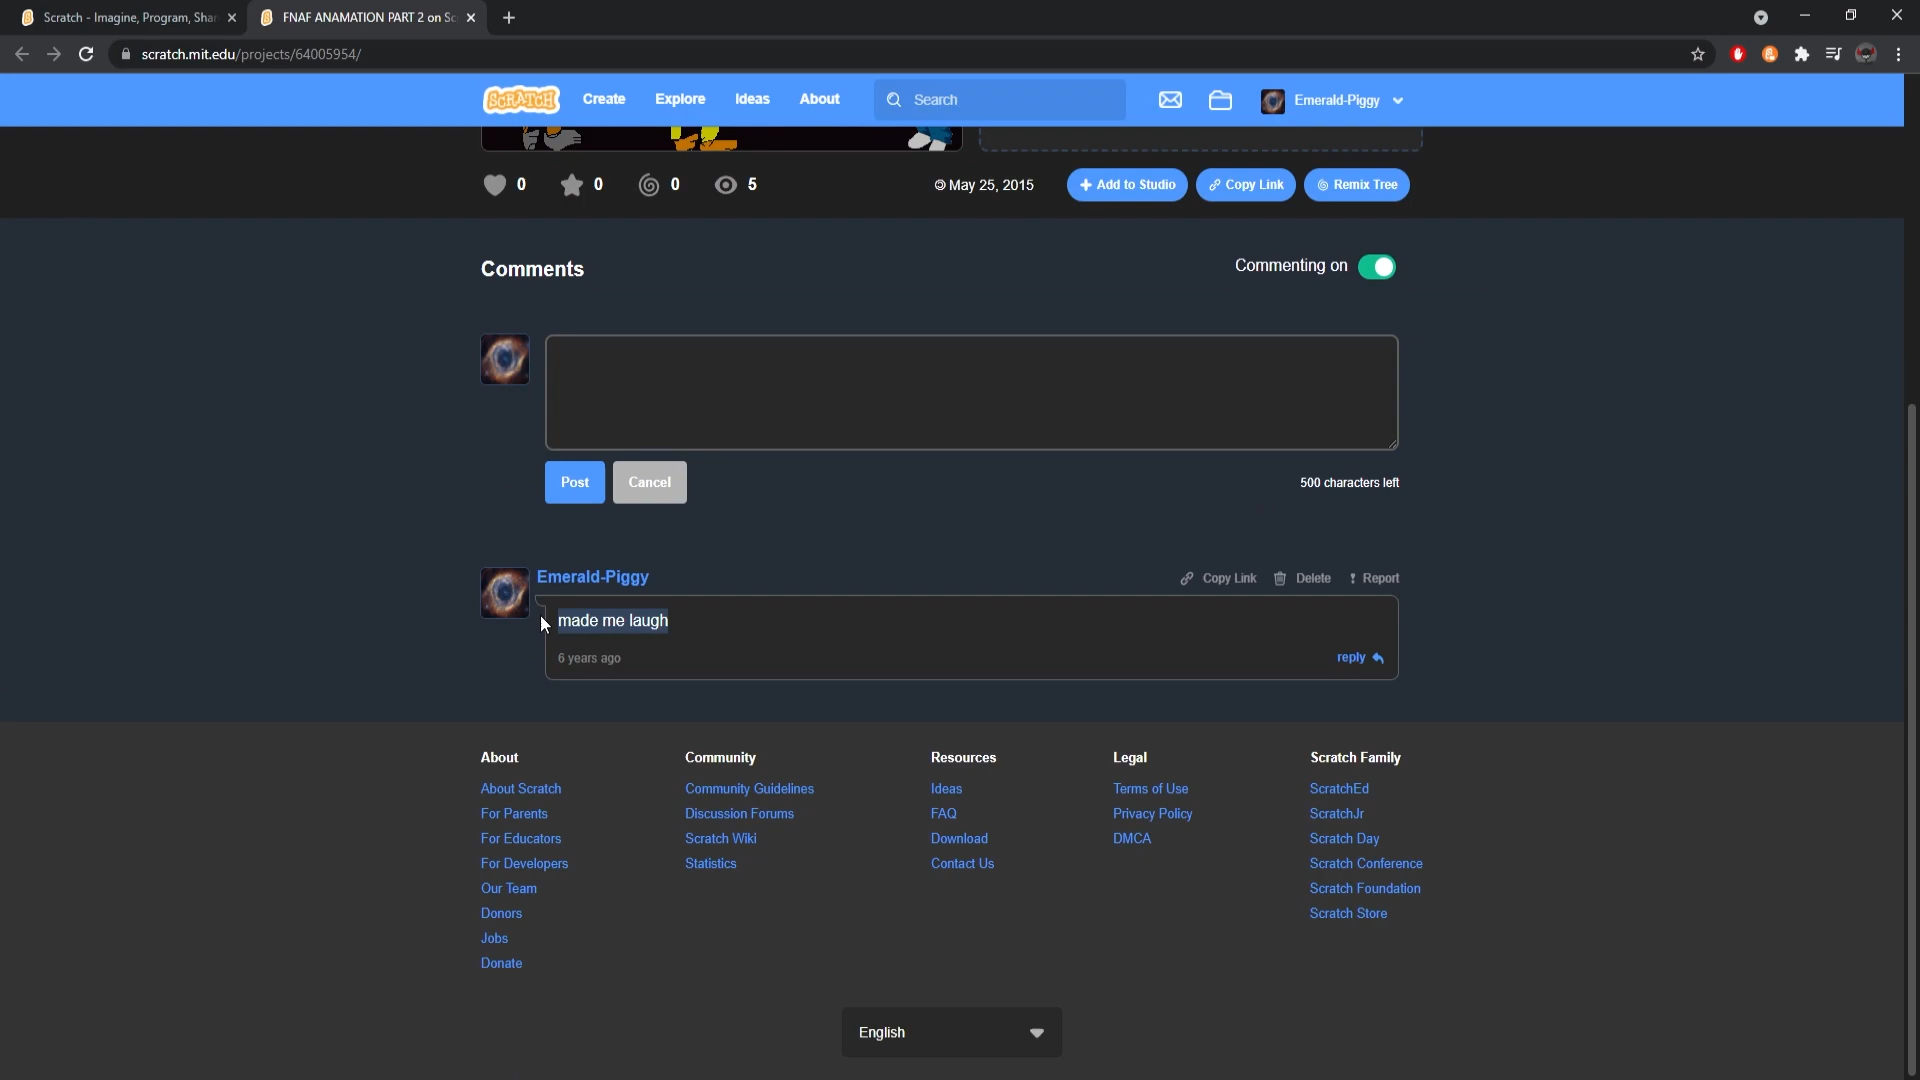 Scratch - Imagine, Program, Shar
FNAF ANAMATION PART 2 on Sc
scratch.mit.edu/projects/64005954/
SCRATCH
Create
Explore
Ideas
About
Search
Emerald-Piggy
0
0
0
5
© May 25, 2015
Add to Studio
Copy Link
Remix Tree
Comments
Commenting on
Post
Cancel
500 characters left
Emerald-Piggy
Copy Link
Delete
Report
made me laugh
6 years ago
reply
About
About Scratch
For Parents
For Educators
For Developers
Our Team
Donors
Jobs
Donate
Community
Community Guidelines
Discussion Forums
Scratch Wiki
Statistics
Resources
Ideas
FAQ
Download
Contact Us
Legal
Terms of Use
Privacy Policy
DMCA
Scratch Family
ScratchEd
ScratchJr
Scratch Day
Scratch Conference
Scratch Foundation
Scratch Store
English